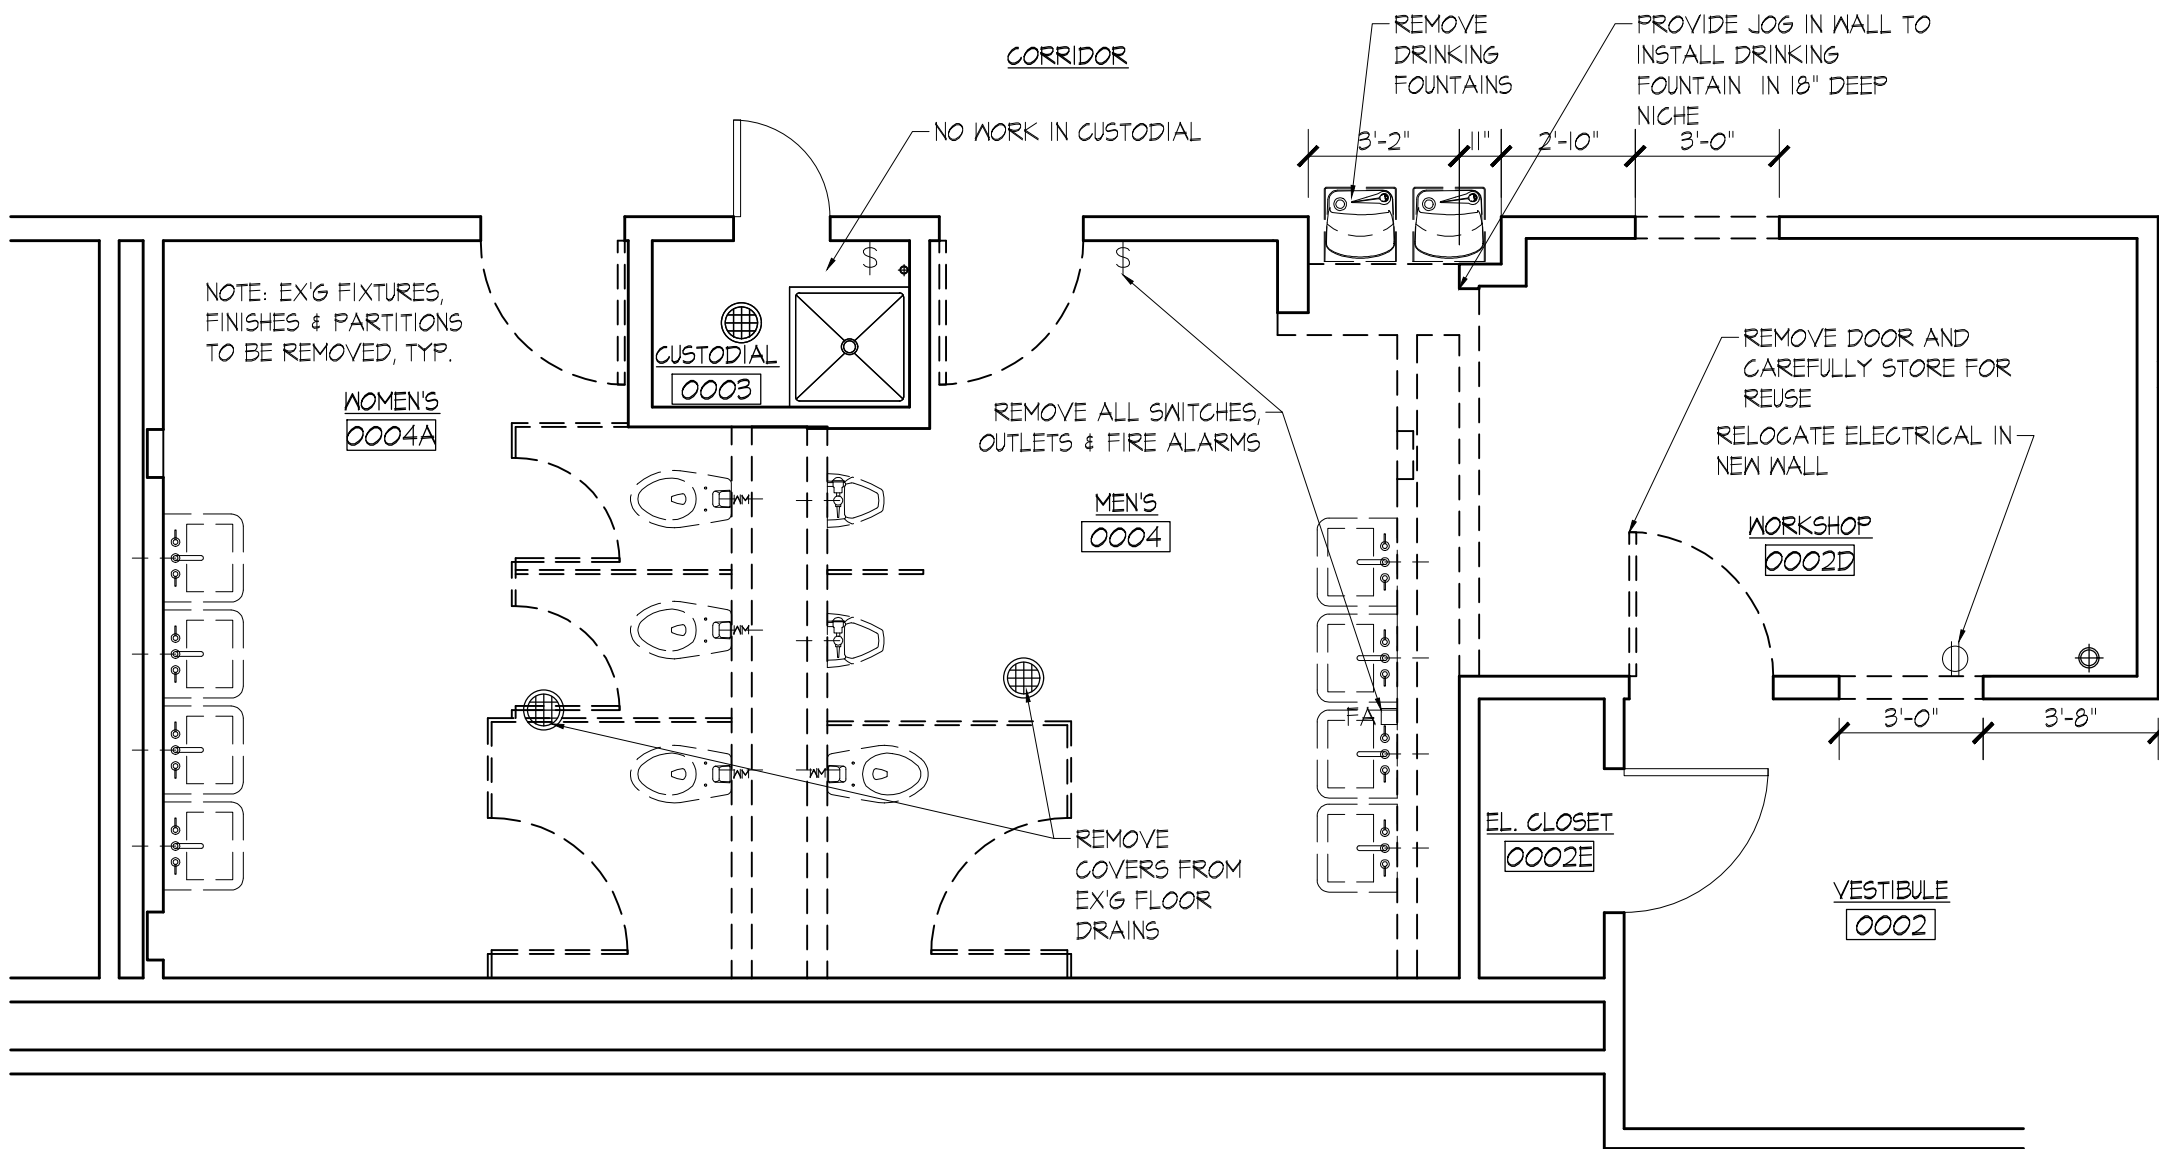 CORRIDOR
REMOVE
DRINKING
FOUNTAINS
PROVIDE JOG IN WALL TO
INSTALL DRINKING
FOUNTAIN IN 18" DEEP
NICHE
NO WORK IN CUSTODIAL
3'-2"
11"
2'-10"
3'-0"
$
$
NOTE: EX'G FIXTURES,
FINISHES & PARTITIONS
TO BE REMOVED, TYP.
WOMEN'S
0004A
CUSTODIAL
0003
REMOVE ALL SWITCHES,
OUTLETS & FIRE ALARMS
MEN'S
0004
REMOVE DOOR AND
CAREFULLY STORE FOR
REUSE
RELOCATE ELECTRICAL IN
NEW WALL
WORKSHOP
0002D
WM
WM
WM
WM
FA
3'-0"
3'-8"
REMOVE
COVERS FROM
EX'G FLOOR
DRAINS
EL. CLOSET
0002E
VESTIBULE
0002